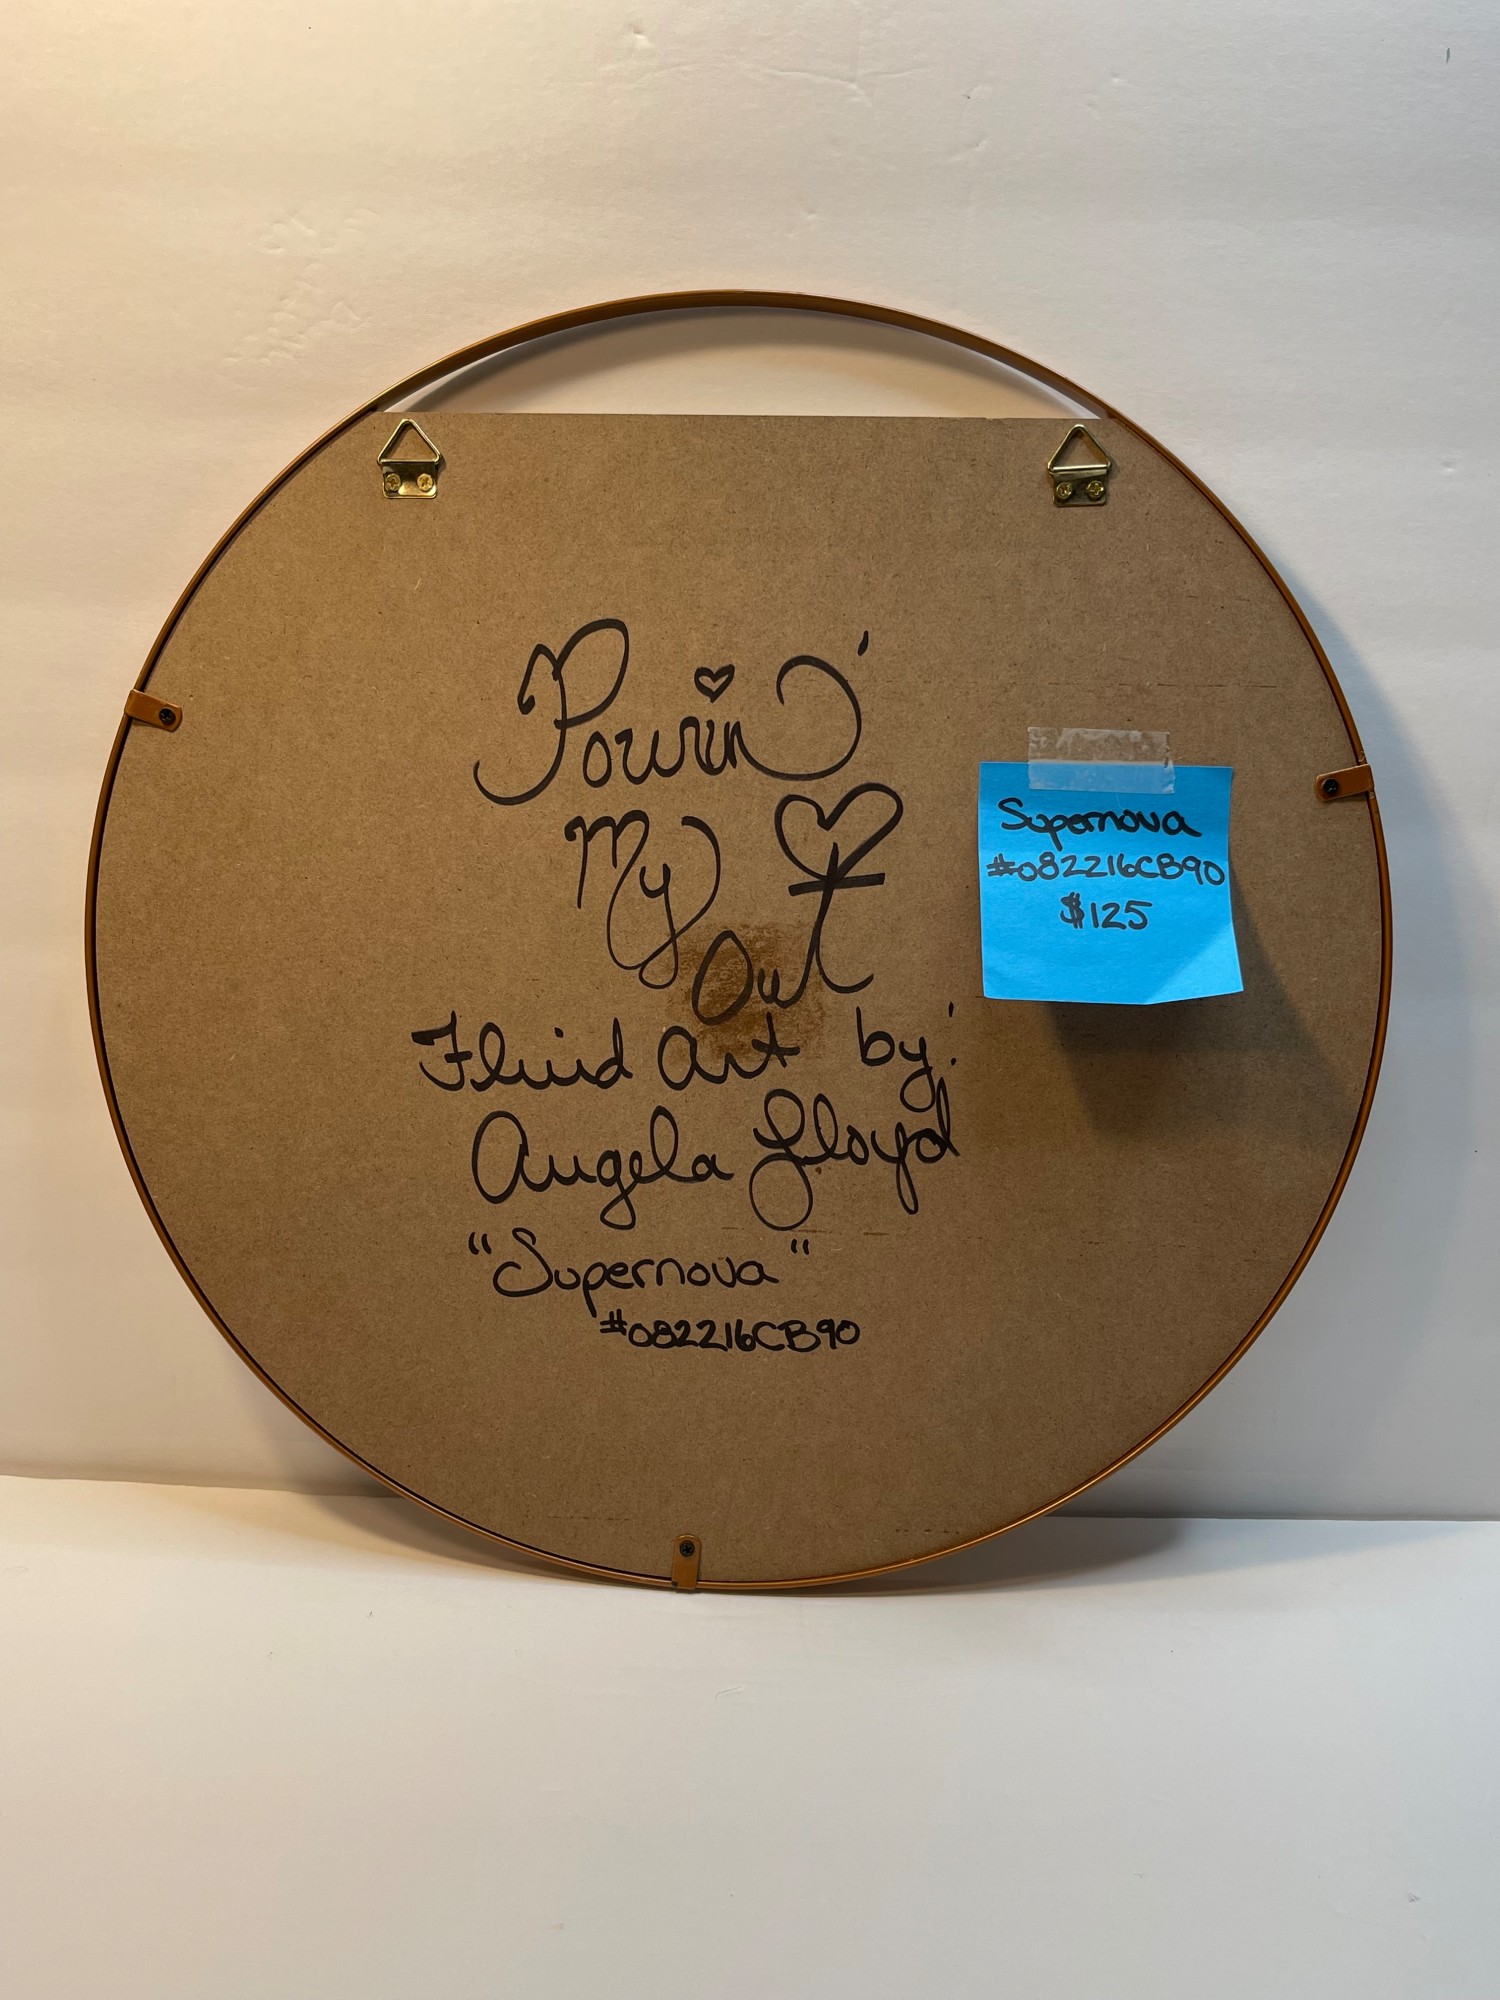 Pourin'
My ♡
Out
Fluid Art by:
Angela Lloyd
"Supernova"
#082216CB90
Supernova
#082216CB90
$125